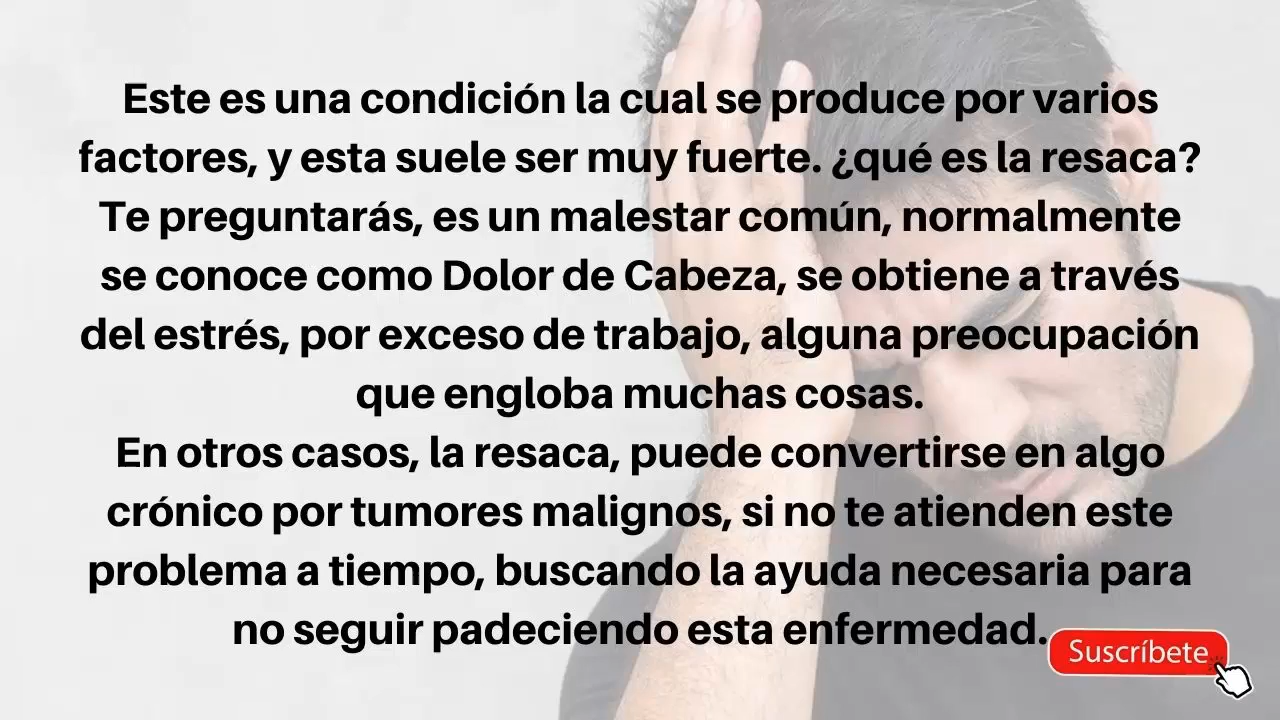 Este es una condición la cual se produce por varios
factores, y esta suele ser muy fuerte. ¿qué es la resaca?
Te preguntarás, es un malestar común, normalmente
se conoce como Dolor de Cabeza, se obtiene a través
del estrés, por exceso de trabajo, alguna preocupación
que engloba muchas cosas.
En otros casos, la resaca, puede convertirse en algo
crónico por tumores malignos, si no te atienden este
problema a tiempo, buscando la ayuda necesaria para
no seguir padeciendo esta enfermedad.
Suscríbete